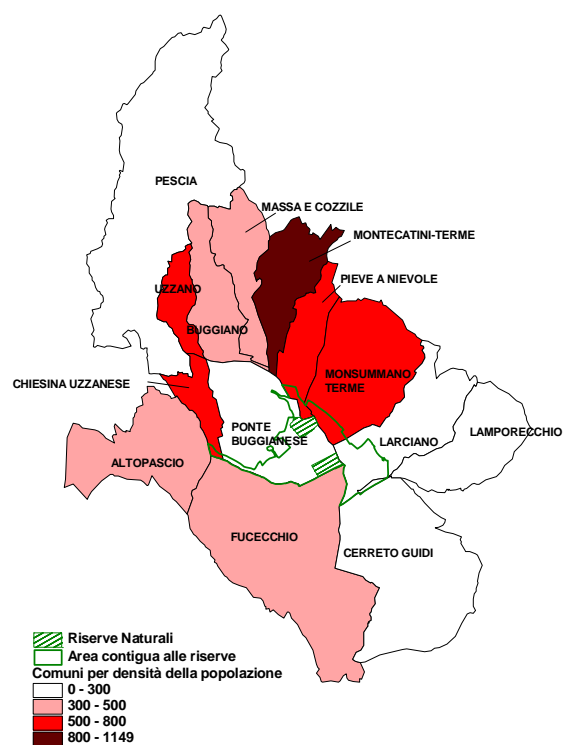 PESCIA
MASSA E COZZILE
MONTECATINI-TERME
PIEVE A NIEVOLE
UZZANO
BUGGIANO
MONSUMMANO
TERME
CHIESINA UZZANESE
PONTE
BUGGIANESE
LARCIANO
LAMPORECCHIO
ALTOPASCIO
FUCECCHIO
CERRETO GUIDI
Riserve Naturali
Area contigua alle riserve
Comuni per densità della popolazione
0 - 300
300 - 500
500 - 800
800 - 1149